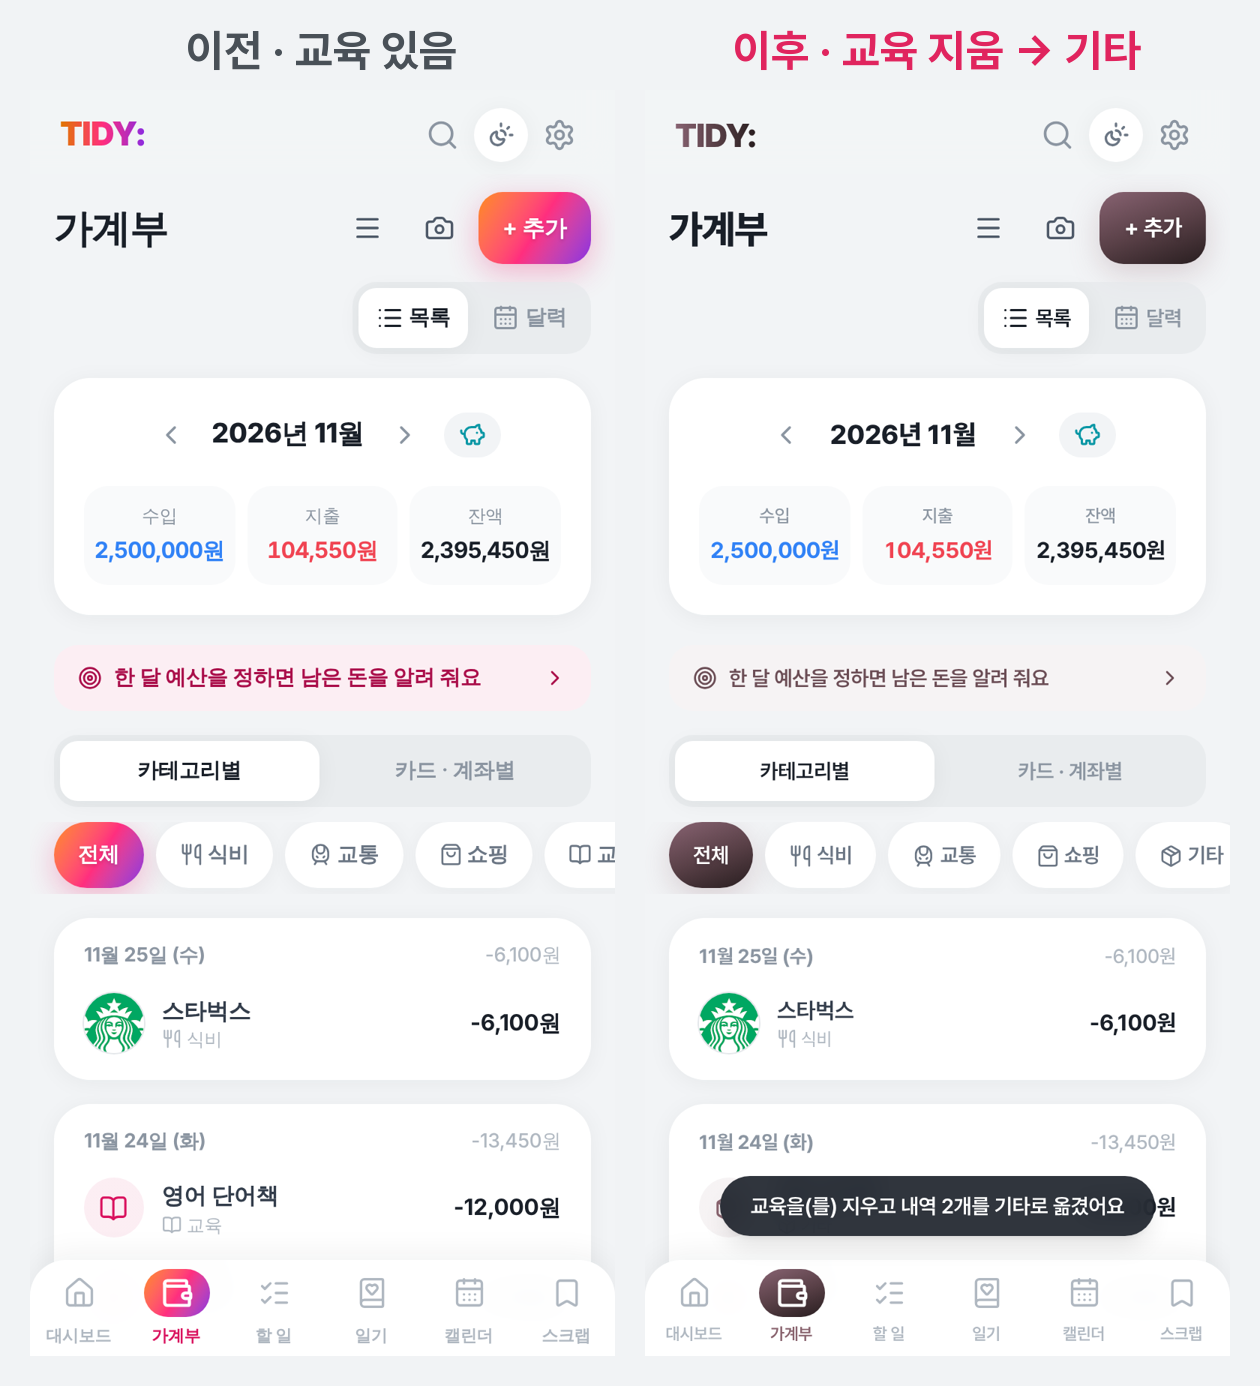 이전 · 교육 있음
TIDY:
가계부
+ 추가
목록
달력
2026년 11월
수입
지출
잔액
2,500,000원
104,550원
2,395,450원
한 달 예산을 정하면 남은 돈을 알려 줘요
카테고리별
카드 · 계좌별
전체
식비
교통
쇼핑
11월 25일 (수)
-6,100원
스타벅스
-6,100원
식비
11월 24일 (화)
-13,450원
영어 단어책
-12,000원
교육
대시보드
가계부
할 일
일기
캘린더
스크랩
이후 · 교육 지움 → 기타
TIDY:
가계부
+ 추가
목록
달력
2026년 11월
수입
지출
잔액
2,500,000원
104,550원
2,395,450원
한 달 예산을 정하면 남은 돈을 알려 줘요
카테고리별
카드 · 계좌별
전체
식비
교통
쇼핑
기타
11월 25일 (수)
-6,100원
스타벅스
-6,100원
식비
11월 24일 (화)
-13,450원
교육을(를) 지우고 내역 2개를 기타로 옮겼어요
원
대시보드
가계부
할 일
일기
캘린더
스크랩